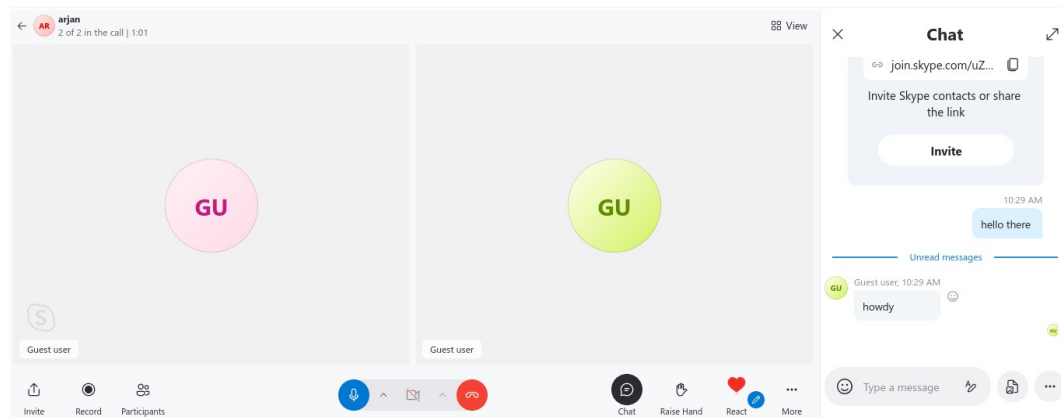 AR
arjan
2 of 2 in the call | 1:01
View
GU
Guest user
GU
Guest user
Invite
Record
Participants
Chat
Raise Hand
React
More
Chat
join.skype.com/uZ...
Invite Skype contacts or share
the link
Invite
10:29 AM
hello there
Unread messages
Guest user, 10:29 AM
GU
howdy
GU
Type a message